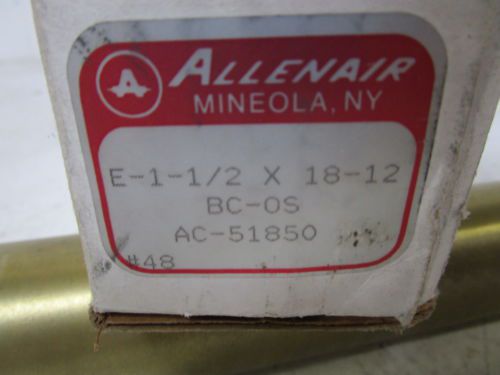 A ALLENAIR
MINEOLA, NY
E-1-1/2 X 18-12
BC-OS
AC-51850
#48